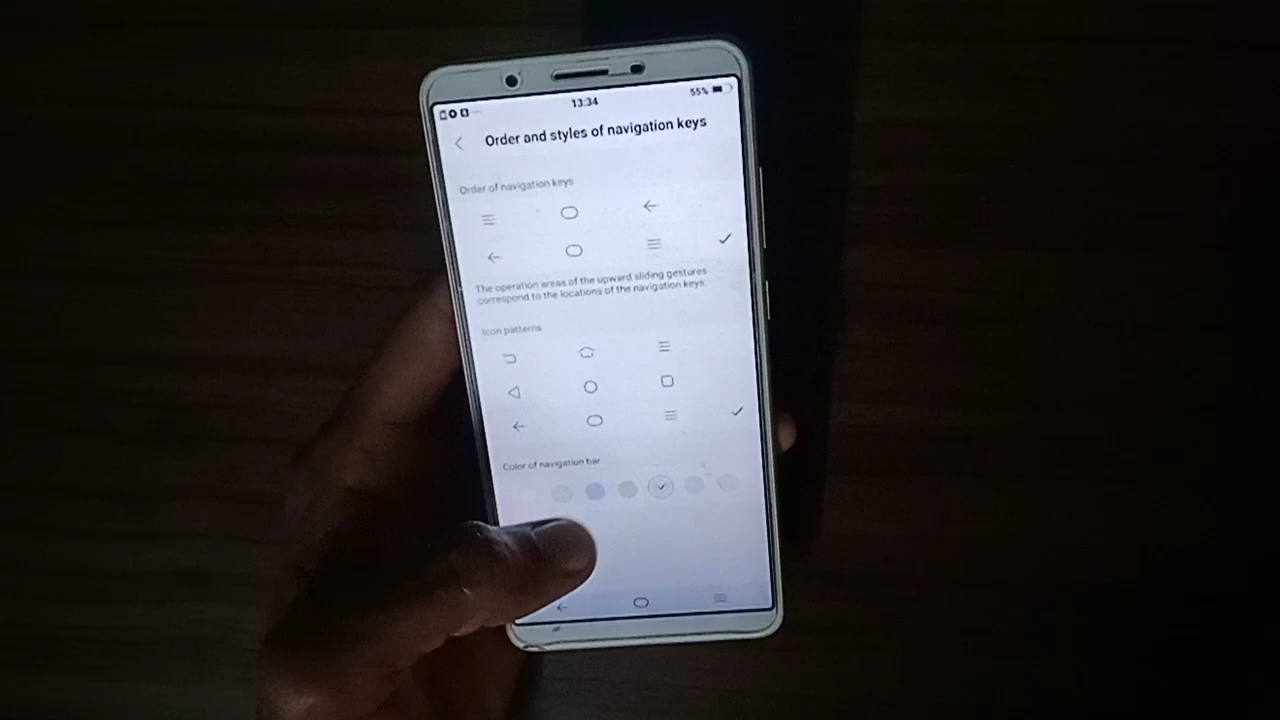 13:34
55%
Order and styles of navigation keys
Order of navigation keys
The operation areas of the upward sliding gestures
correspond to the locations of the navigation keys.
Icon patterns
Color of navigation bar